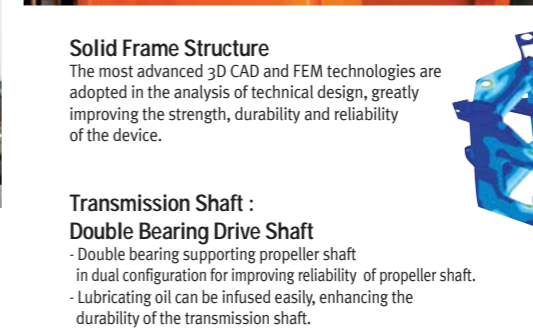 Solid Frame Structure
The most advanced 3D CAD and FEM technologies are
adopted in the analysis of technical design, greatly
improving the strength, durability and reliability
of the device.
Transmission Shaft :
Double Bearing Drive Shaft
- Double bearing supporting propeller shaft
in dual configuration for improving reliability of propeller shaft.
- Lubricating oil can be infused easily, enhancing the
durability of the transmission shaft.